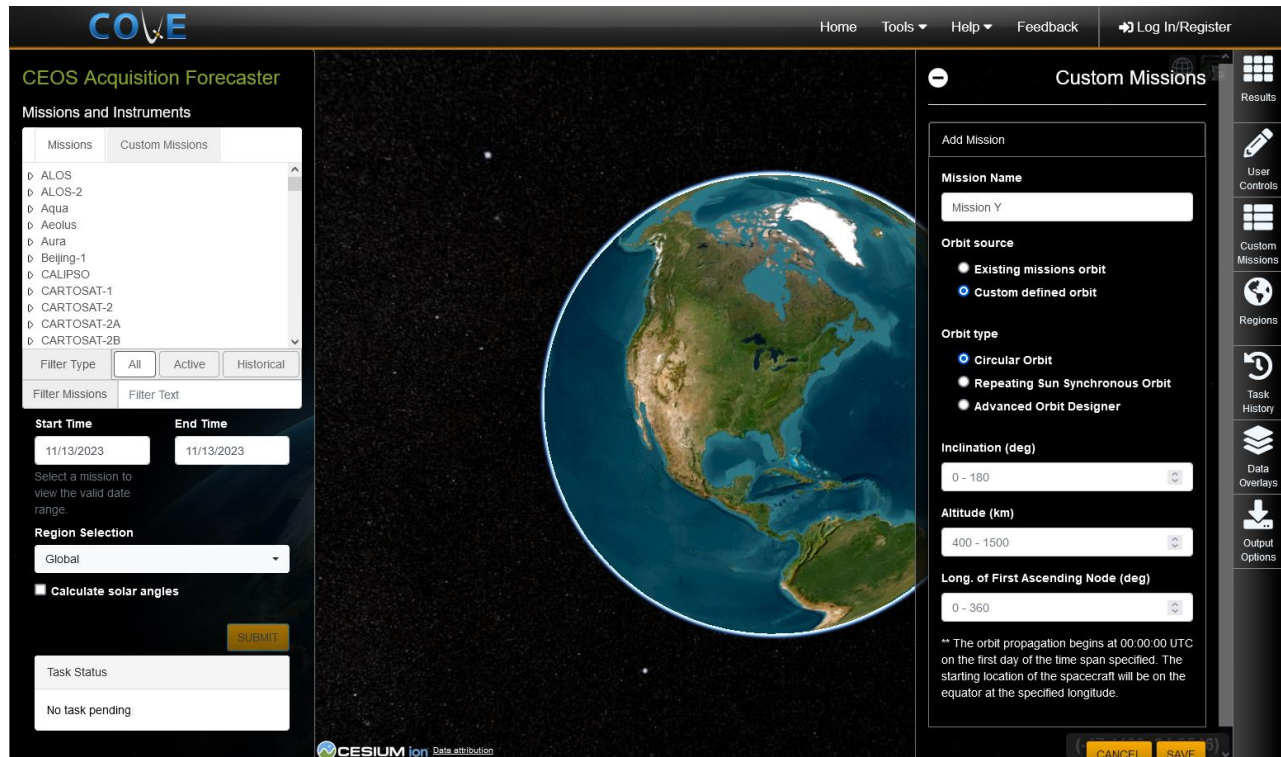 COVE
Home
Tools
Help
Feedback
Log In/Register
CEOS Acquisition Forecaster
Missions and Instruments
Missions
Custom Missions
ALOS
ALOS-2
Aqua
Aeolus
Aura
Beijing-1
CALIPSO
CARTOSAT-1
CARTOSAT-2
CARTOSAT-2A
CARTOSAT-2B
Filter Type
All
Active
Historical
Filter Missions
Filter Text
Start Time
End Time
11/13/2023
11/13/2023
Select a mission to
view the valid date
range.
Region Selection
Global
Calculate solar angles
SUBMIT
Task Status
No task pending
CESIUM ion
Data attribution
Custom Missions
Add Mission
Mission Name
Mission Y
Orbit source
Existing missions orbit
Custom defined orbit
Orbit type
Circular Orbit
Repeating Sun Synchronous Orbit
Advanced Orbit Designer
Inclination (deg)
0 - 180
Altitude (km)
400 - 1500
Long. of First Ascending Node (deg)
0 - 360
** The orbit propagation begins at 00:00:00 UTC
on the first day of the time span specified. The
starting location of the spacecraft will be on the
equator at the specified longitude.
CANCEL
SAVE
Results
User
Controls
Custom
Missions
Regions
Task
History
Data
Overlays
Output
Options